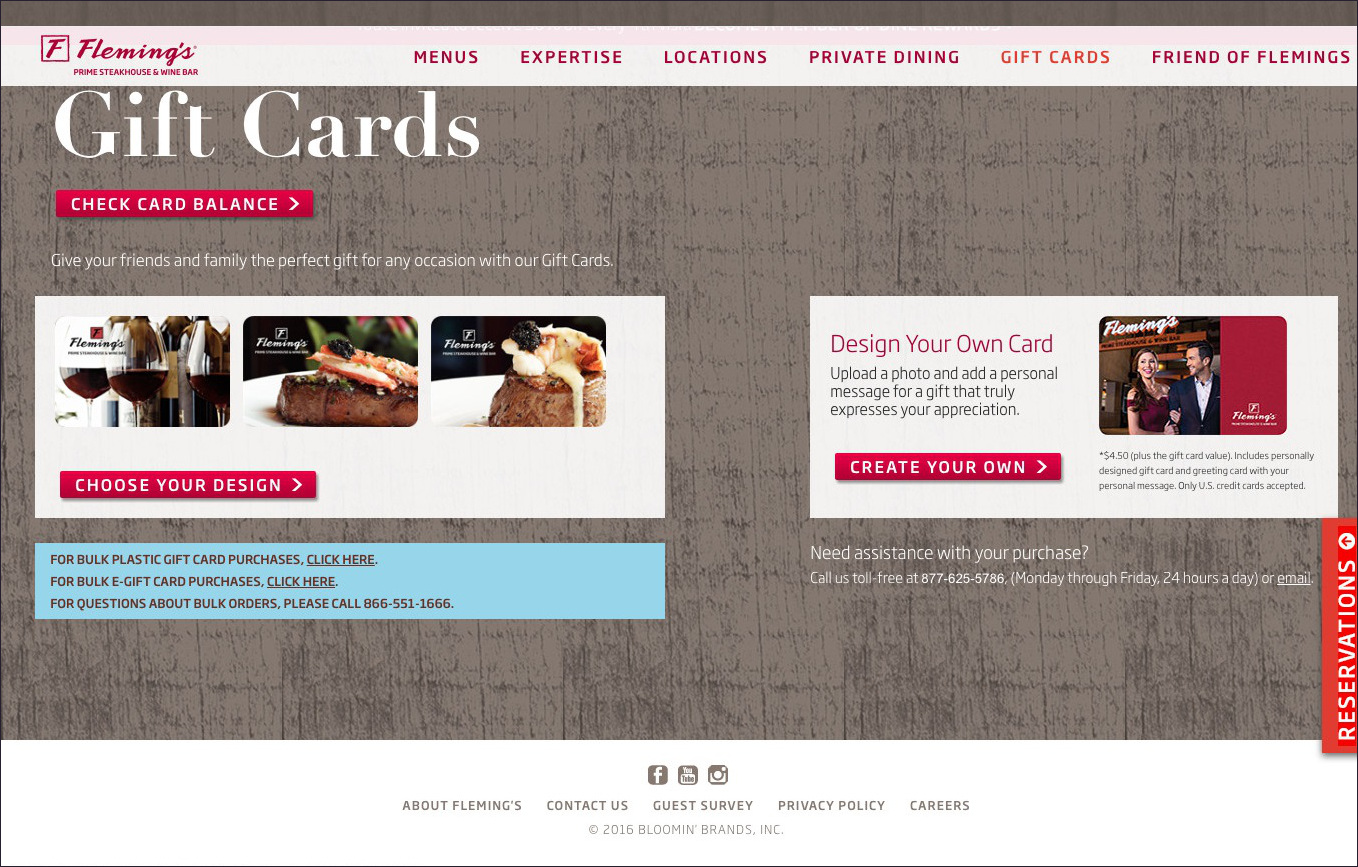 Fleming's
PRIME STEAKHOUSE & WINE BAR
MENUS
EXPERTISE
LOCATIONS
PRIVATE DINING
GIFT CARDS
FRIEND OF FLEMINGS
Gift Cards
CHECK CARD BALANCE
Give your friends and family the perfect gift for any occasion with our Gift Cards.
Fleming's
PRIME STEAKHOUSE & WINE BAR
Fleming's
PRIME STEAKHOUSE & WINE BAR
Fleming's
PRIME STEAKHOUSE & WINE BAR
CHOOSE YOUR DESIGN
Design Your Own Card
Upload a photo and add a personal
message for a gift that truly
expresses your appreciation.
CREATE YOUR OWN
Fleming's
PRIME STEAKHOUSE & WINE BAR
Fleming's
PRIME STEAKHOUSE & WINE BAR
*$4.50 (plus the gift card value). Includes personally
designed gift card and greeting card with your
personal message. Only U.S. credit cards accepted.
FOR BULK PLASTIC GIFT CARD PURCHASES, CLICK HERE.
FOR BULK E-GIFT CARD PURCHASES, CLICK HERE.
FOR QUESTIONS ABOUT BULK ORDERS, PLEASE CALL 866-551-1666.
Need assistance with your purchase?
Call us toll-free at 877-625-5786, (Monday through Friday, 24 hours a day) or email.
RESERVATIONS
You Tube
ABOUT FLEMING'S
CONTACT US
GUEST SURVEY
PRIVACY POLICY
CAREERS
© 2016 BLOOMIN' BRANDS, INC.